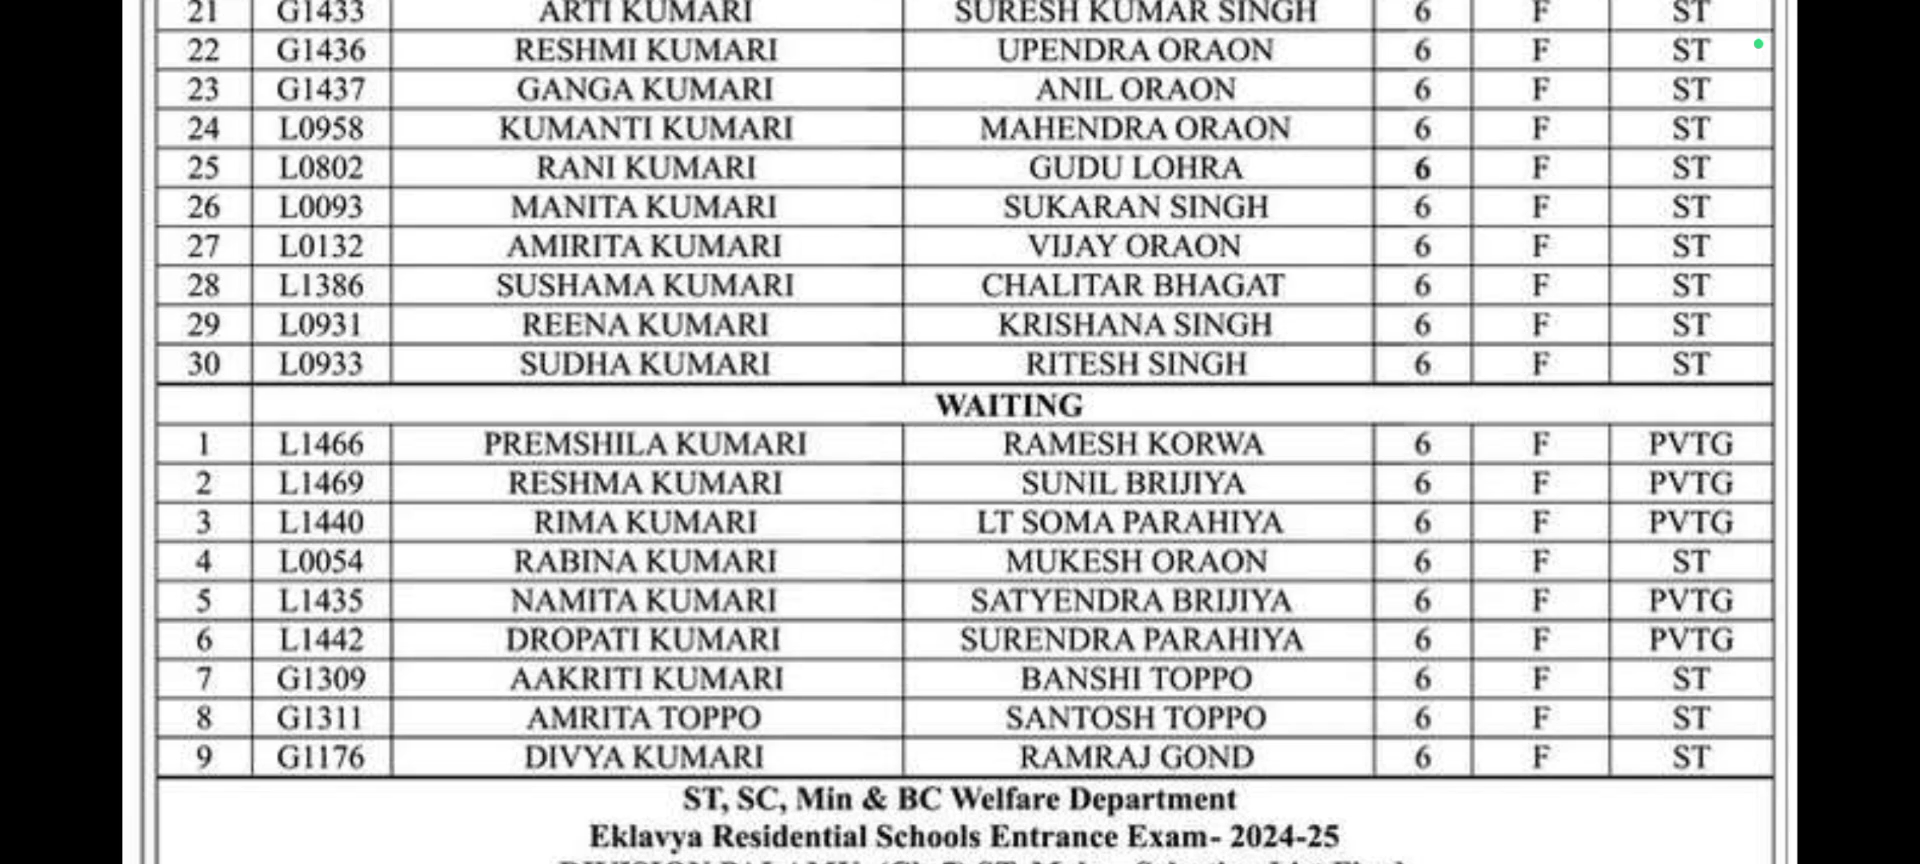 21 G1433 ARTI KUMARI SURESH KUMAR SINGH 6 F ST
22 G1436 RESHMI KUMARI UPENDRA ORAON 6 F ST
23 G1437 GANGA KUMARI ANIL ORAON 6 F ST
24 L0958 KUMANTI KUMARI MAHENDRA ORAON 6 F ST
25 L0802 RANI KUMARI GUDU LOHRA 6 F ST
26 L0093 MANITA KUMARI SUKARAN SINGH 6 F ST
27 L0132 AMIRITA KUMARI VIJAY ORAON 6 F ST
28 L1386 SUSHAMA KUMARI CHALITAR BHAGAT 6 F ST
29 L0931 REENA KUMARI KRISHANA SINGH 6 F ST
30 L0933 SUDHA KUMARI RITESH SINGH 6 F ST
WAITING
1 L1466 PREMSHILA KUMARI RAMESH KORWA 6 F PVTG
2 L1469 RESHMA KUMARI SUNIL BRIJIYA 6 F PVTG
3 L1440 RIMA KUMARI LT SOMA PARAHIYA 6 F PVTG
4 L0054 RABINA KUMARI MUKESH ORAON 6 F ST
5 L1435 NAMITA KUMARI SATYENDRA BRIJIYA 6 F PVTG
6 L1442 DROPATI KUMARI SURENDRA PARAHIYA 6 F PVTG
7 G1309 AAKRITI KUMARI BANSHI TOPPO 6 F ST
8 G1311 AMRITA TOPPO SANTOSH TOPPO 6 F ST
9 G1176 DIVYA KUMARI RAMRAJ GOND 6 F ST
ST, SC, Min & BC Welfare Department
Eklavya Residential Schools Entrance Exam- 2024-25